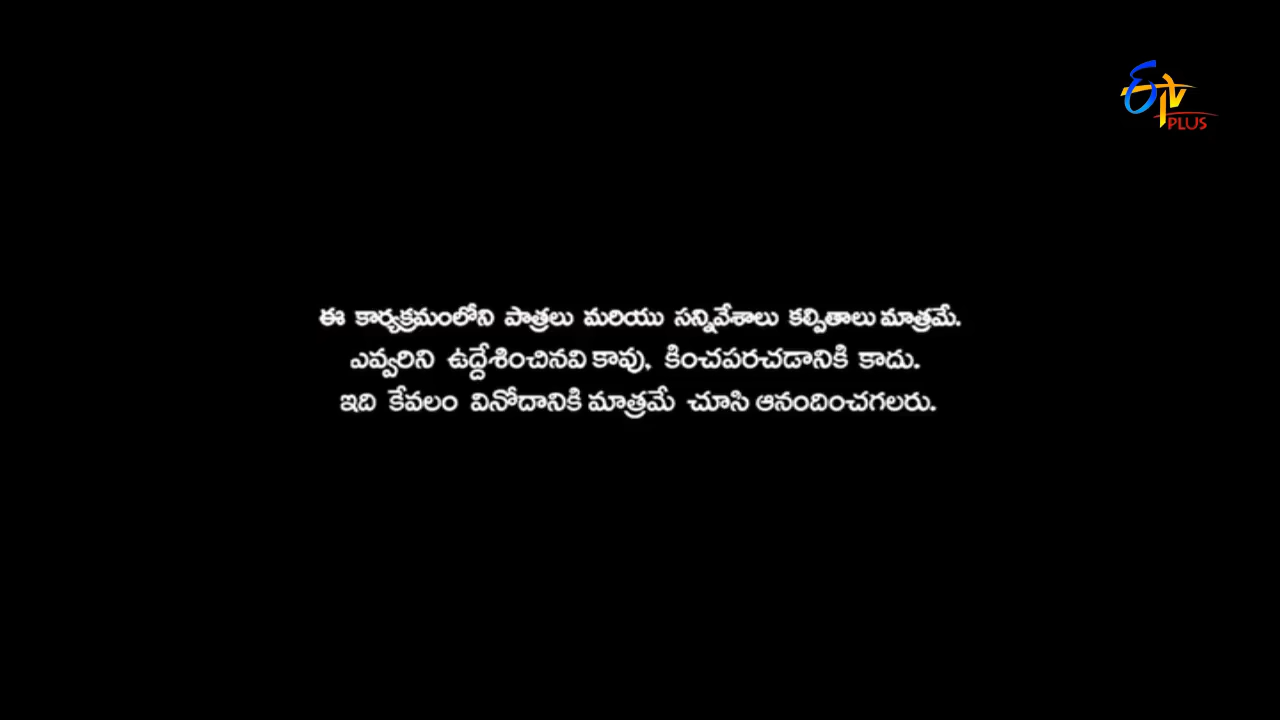 ETV
PLUS
ఈ కార్యక్రమంలోని పాత్రలు మరియు సన్నివేశాలు కల్పితాలు మాత్రమే.
ఎవ్వరిని ఉద్దేశించినవి కావు, కించపరచడానికి కాదు.
ఇది కేవలం వినోదానికి మాత్రమే చూసి ఆనందించగలరు.